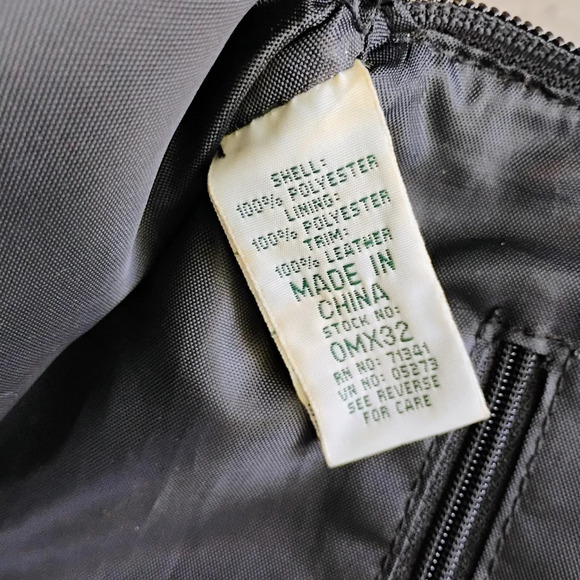 SHELL:
100% POLYESTER
LINING:
100% POLYESTER
TRIM:
100% LEATHER
MADE IN
CHINA
STOCK NO:
0MX32
RN NO: 71341
VN NO: 05273
SEE REVERSE
FOR CARE